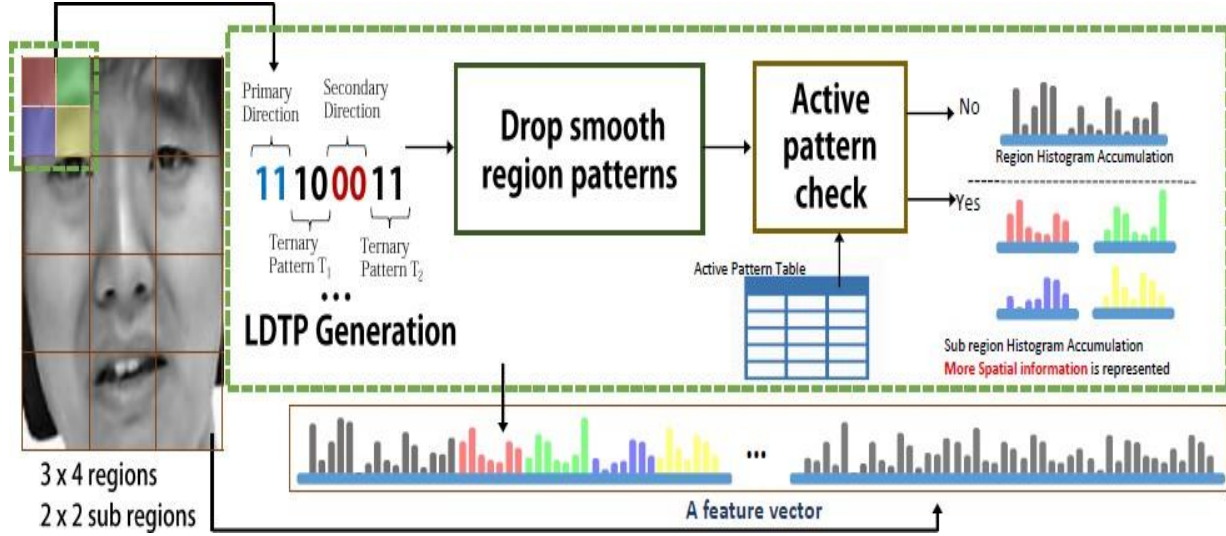 Primary
Direction
Secondary
Direction
11 10 00 11
Ternary
Pattern T1
Ternary
Pattern T2
...
LDTP Generation
Drop smooth
region patterns
Active
pattern
check
Active Pattern Table
No
Region Histogram Accumulation
Yes
Sub region Histogram Accumulation
More Spatial information is represented
3 x 4 regions
2 x 2 sub regions
...
A feature vector